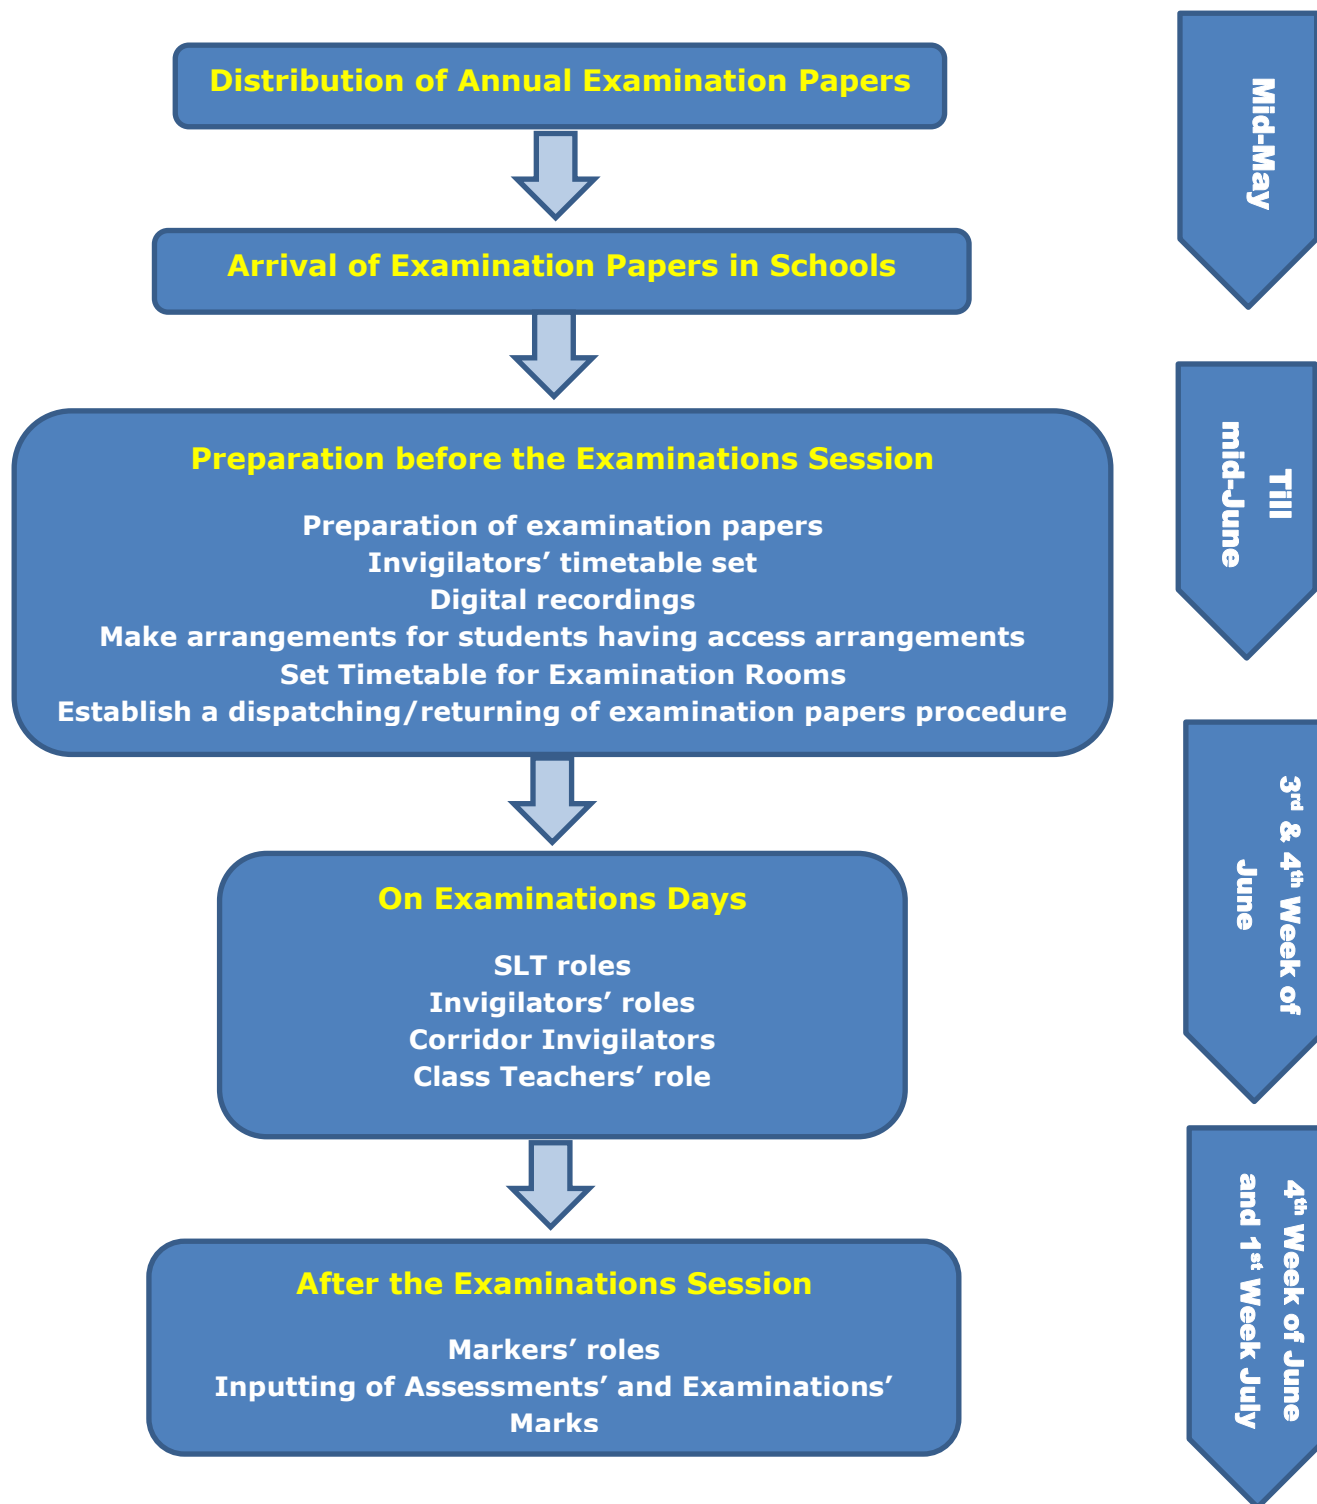 Distribution of Annual Examination Papers
Mid-May
Arrival of Examination Papers in Schools
Till
mid-June
Preparation before the Examinations Session
Preparation of examination papers
Invigilators’ timetable set
Digital recordings
Make arrangements for students having access arrangements
Set Timetable for Examination Rooms
Establish a dispatching/returning of examination papers procedure
3rd & 4th Week of
June
On Examinations Days
SLT roles
Invigilators’ roles
Corridor Invigilators
Class Teachers’ role
4th Week of June
and 1st Week July
After the Examinations Session
Markers’ roles
Inputting of Assessments’ and Examinations’
Marks